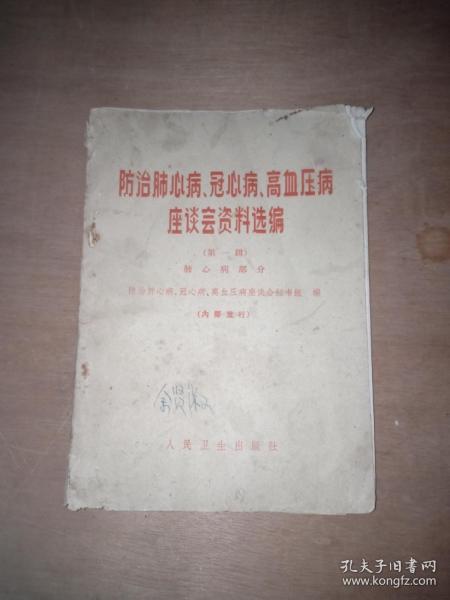 防治肺心病、冠心病、高血压病
座谈会资料选编
(第一辑)
肺心病部分
防治肺心病、冠心病、高血压病座谈会秘书组 编
(内部发行)
人民卫生出版社
孔夫子旧书网
www.kongfz.com